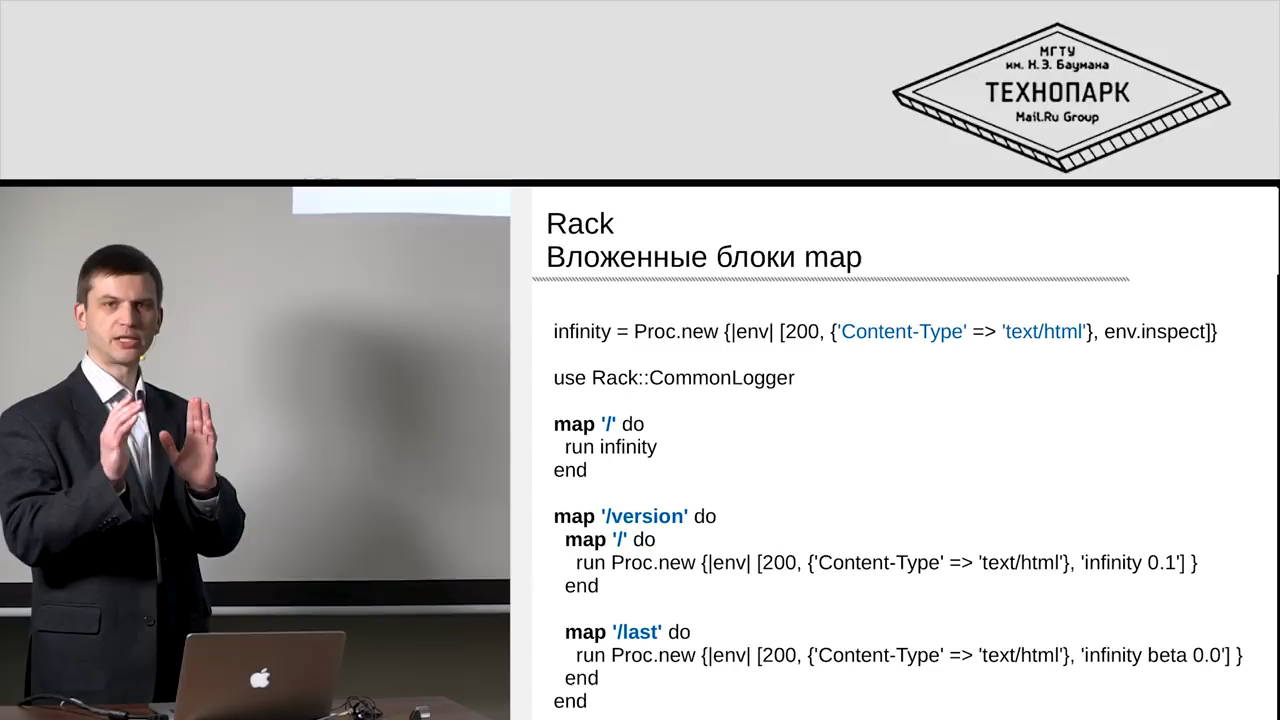 МГТУ
им. Н.Э. Баумана
ТЕХНОПАРК
Mail.Ru Group
Rack
Вложенные блоки map
infinity = Proc.new {|env| [200, {'Content-Type' => 'text/html'}, env.inspect]}
use Rack::CommonLogger
map '/' do
run infinity
end
map '/version' do
map '/' do
run Proc.new {|env| [200, {'Content-Type' => 'text/html'}, 'infinity 0.1'] }
end
map '/last' do
run Proc.new {|env| [200, {'Content-Type' => 'text/html'}, 'infinity beta 0.0'] }
end
end